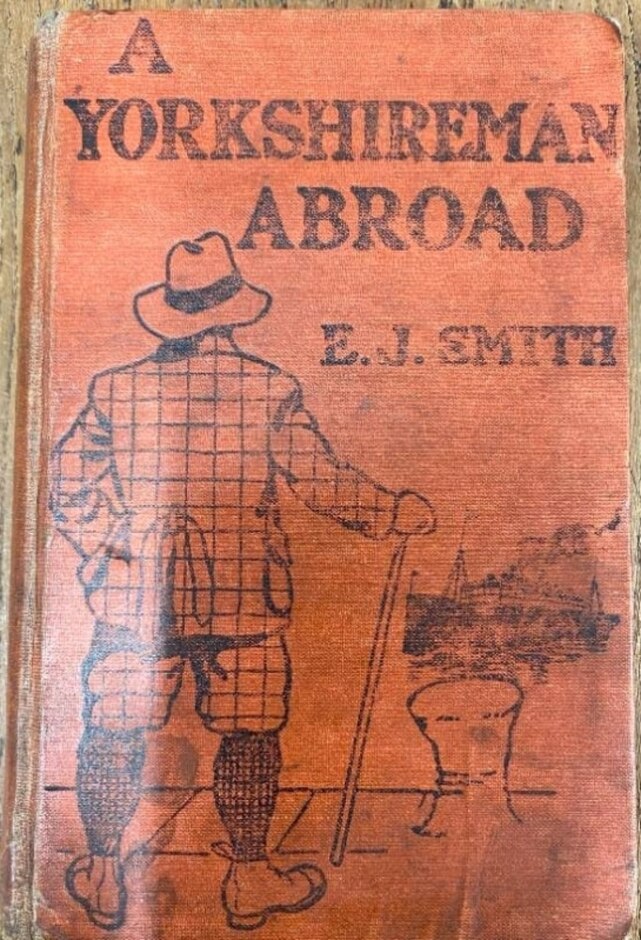 A
YORKSHIREMAN
ABROAD
E.J. SMITH